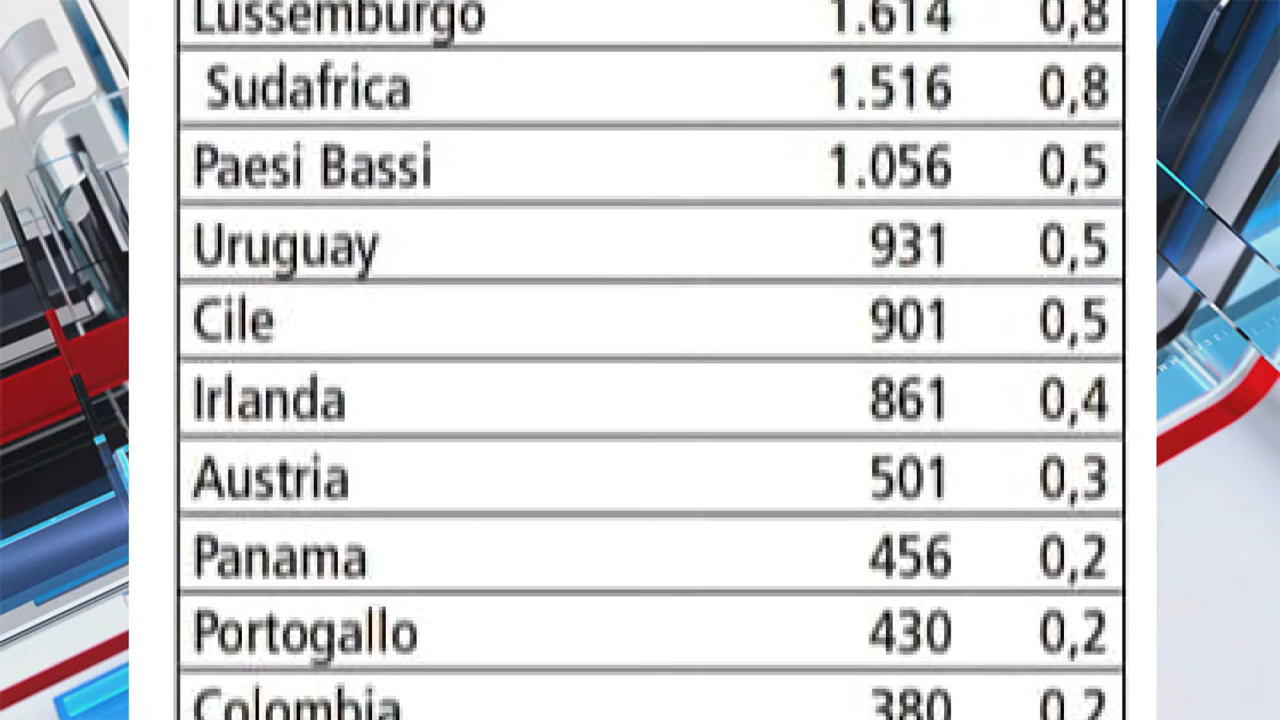 Lussemburgo 1.614 0,8
Sudafrica 1.516 0,8
Paesi Bassi 1.056 0,5
Uruguay 931 0,5
Cile 901 0,5
Irlanda 861 0,4
Austria 501 0,3
Panama 456 0,2
Portogallo 430 0,2
Colombia 380 0,2